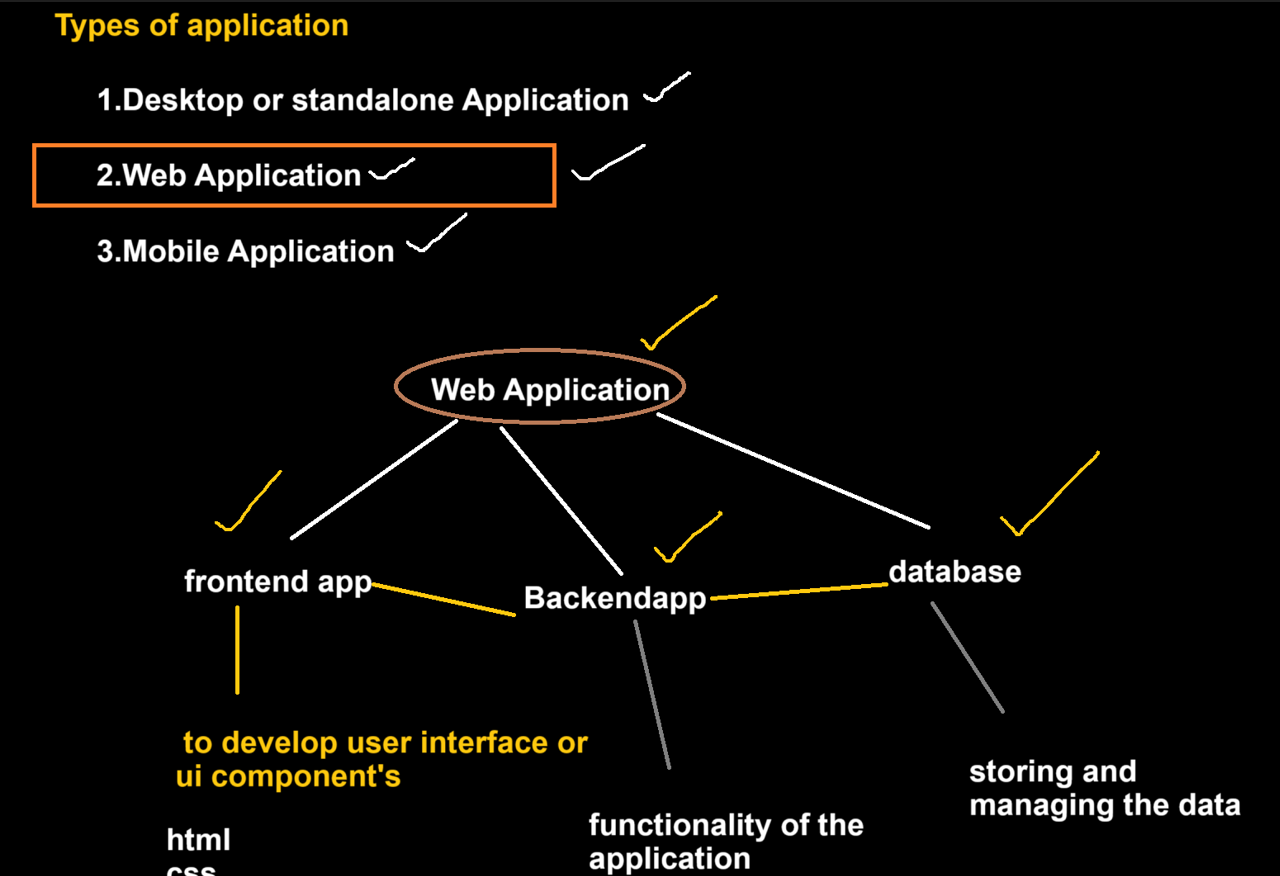 Types of application
1.Desktop or standalone Application
2.Web Application
3.Mobile Application
Web Application
frontend app
Backendapp
database
to develop user interface or
ui component's
html
css
functionality of the
application
storing and
managing the data